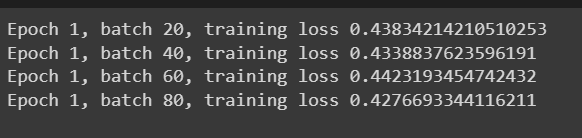 Epoch 1, batch 20, training loss 0.43834214210510253
Epoch 1, batch 40, training loss 0.4338837623596191
Epoch 1, batch 60, training loss 0.4423193454742432
Epoch 1, batch 80, training loss 0.4276693344116211